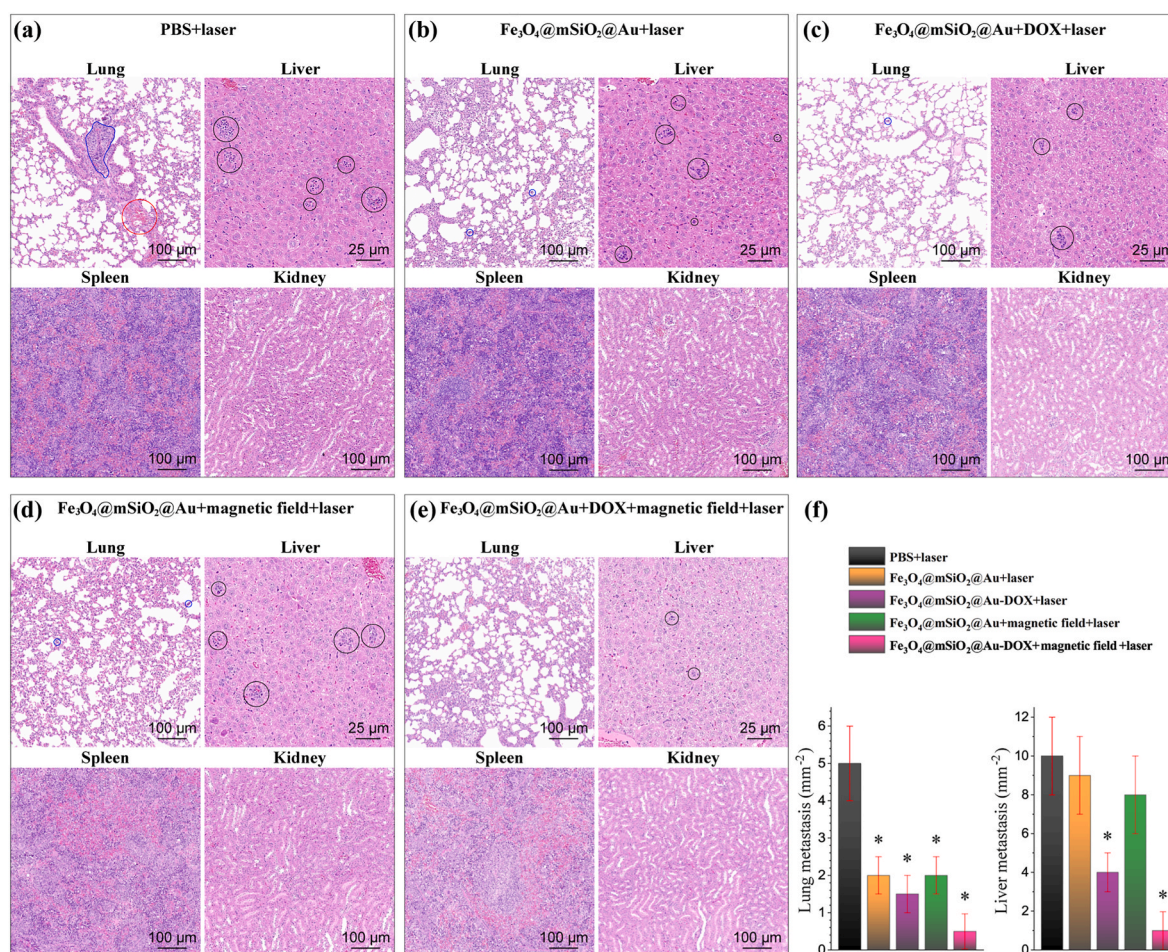 (a)
PBS+laser
Lung
Liver
100 μm
25 μm
Spleen
Kidney
100 μm
100 μm
(b)
Fe₃O₄@mSiO₂@Au+laser
Lung
Liver
100 μm
25 μm
Spleen
Kidney
100 μm
100 μm
(c)
Fe₃O₄@mSiO₂@Au+DOX+laser
Lung
Liver
100 μm
25 μm
Spleen
Kidney
100 μm
100 μm
(d)
Fe₃O₄@mSiO₂@Au+magnetic field+laser
Lung
Liver
100 μm
25 μm
Spleen
Kidney
100 μm
100 μm
(e)
Fe₃O₄@mSiO₂@Au+DOX+magnetic field+laser
Lung
Liver
100 μm
25 μm
Spleen
Kidney
100 μm
100 μm
(f)
PBS+laser
Fe₃O₄@mSiO₂@Au+laser
Fe₃O₄@mSiO₂@Au-DOX+laser
Fe₃O₄@mSiO₂@Au+magnetic field+laser
Fe₃O₄@mSiO₂@Au-DOX+magnetic field +laser
Lung metastasis (mm⁻²)
6
5
4
3
2
1
0
* * * *
Liver metastasis (mm⁻²)
12
10
8
6
4
2
0
* *